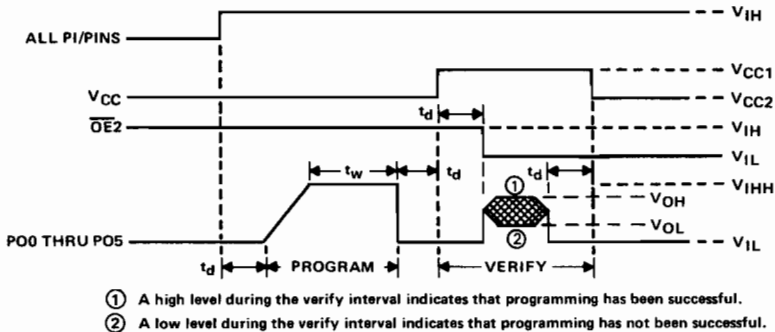 ALL PI/PINS
VIH
VCC
VCC1
VCC2
OE2
td
VIH
VIL
tw
td
td
VIHH
①
VOH
VOL
②
PO0 THRU PO5
VIL
td
PROGRAM
VERIFY
① A high level during the verify interval indicates that programming has been successful.
② A low level during the verify interval indicates that programming has not been successful.